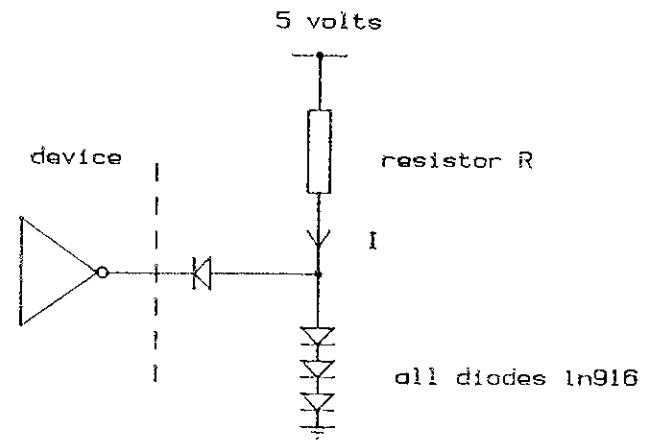 5 volts
device
resistor R
I
all diodes ln916